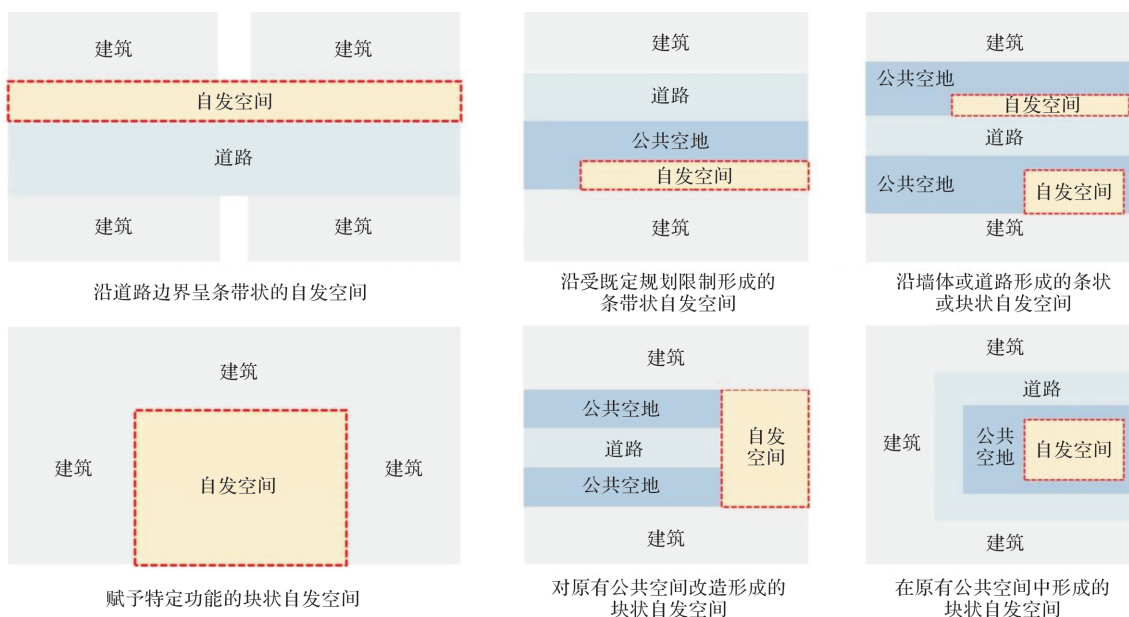 建筑
建筑
自发空间
道路
建筑
建筑
沿道路边界呈条带状的自发空间
建筑
道路
公共空地
自发空间
建筑
沿受既定规划限制形成的
条带状自发空间
建筑
公共空地
自发空间
道路
公共空地
自发空间
建筑
沿墙体或道路形成的条状
或块状自发空间
建筑
建筑
自发空间
建筑
赋予特定功能的块状自发空间
建筑
公共空地
道路
公共空地
自发
空间
建筑
对原有公共空间改造形成的
块状自发空间
建筑
道路
建筑
公共
空地
自发空间
建筑
在原有公共空间中形成的
块状自发空间